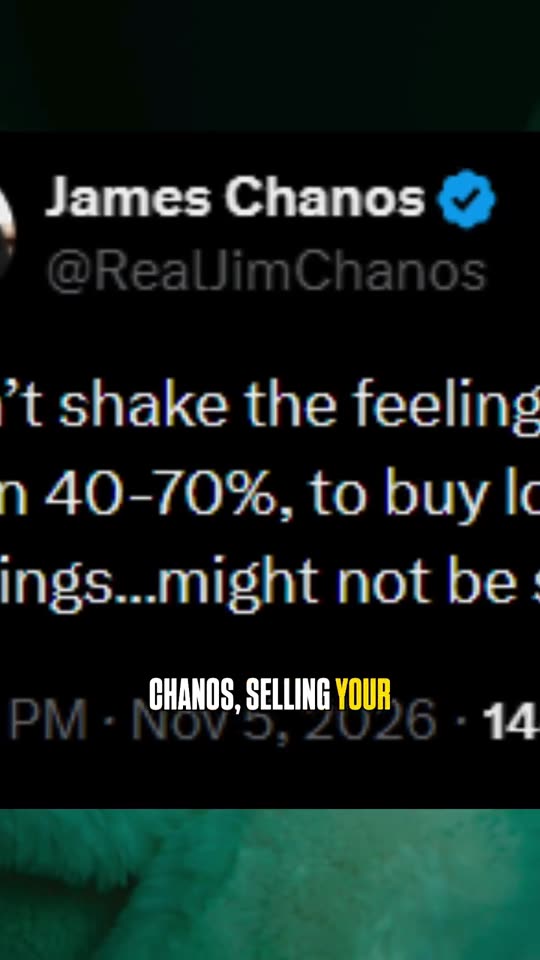 James Chanos
@RealJimChanos
't shake the feeling
40-70%, to buy
ings...might not be
CHANOS, SELLING YOUR
PM · Nov 5, 2026 · 14